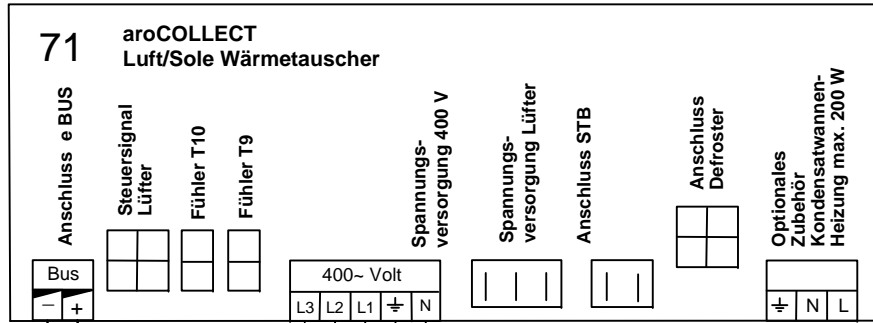 71
aroCOLLECT
Luft/Sole Wärmetauscher
Anschluss e BUS
Steuersignal
Lüfter
Fühler T10
Fühler T9
Spannungs-
versorgung 400 V
Spannungs-
versorgung Lüfter
Anschluss STB
Anschluss
Defroster
Optionales
Zubehör
Kondensatwannen-
Heizung max. 200 W
Bus
− +
400~ Volt
L3 L2 L1 ⏚ N
⏚ N L